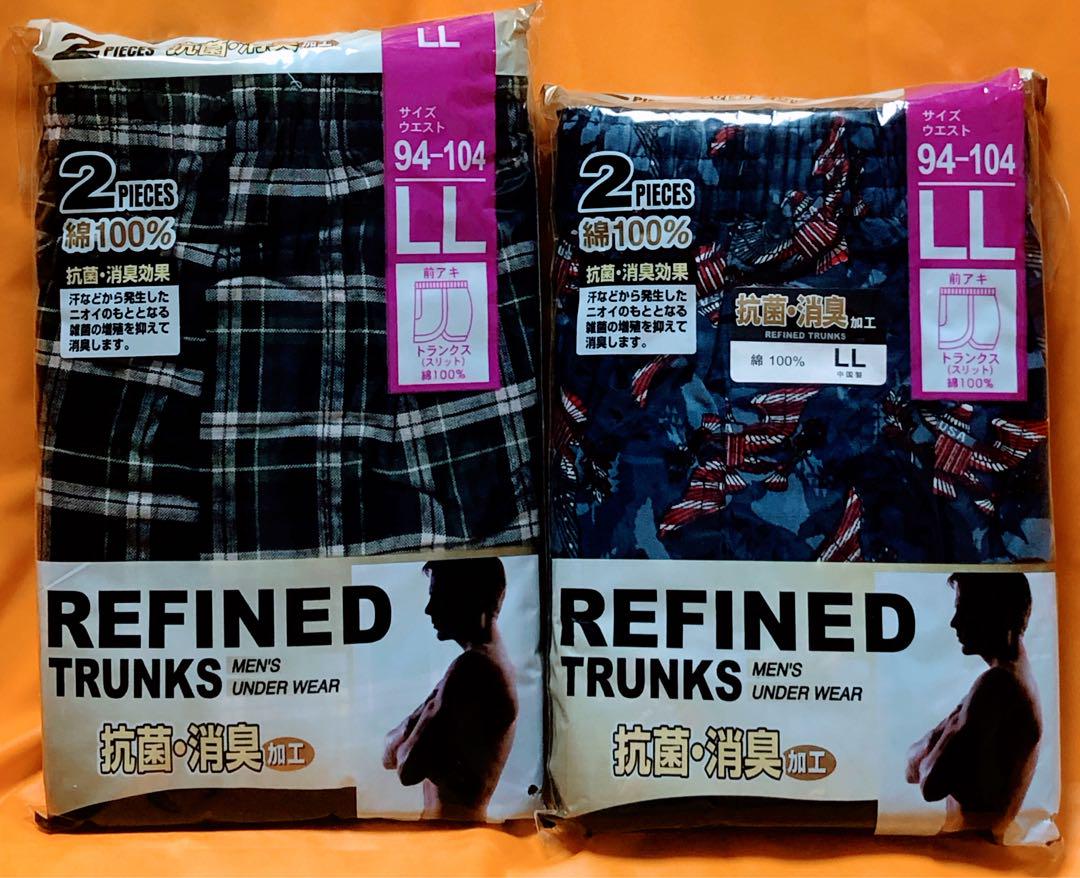 2 PIECES 抗菌・消臭加工
LL
サイズ
ウエスト
94-104
LL
前アキ
トランクス
(スリット)
綿100%
2 PIECES
綿100%
抗菌・消臭効果
汗などから発生した
ニオイのもととなる
雑菌の増殖を抑えて
消臭します。
REFINED
TRUNKS MEN'S
UNDER WEAR
抗菌・消臭加工
サイズ
ウエスト
94-104
LL
前アキ
トランクス
(スリット)
綿100%
2 PIECES
綿100%
抗菌・消臭効果
汗などから発生した
ニオイのもととなる
雑菌の増殖を抑えて
消臭します。
抗菌・消臭加工
REFINED TRUNKS
綿 100% LL
中国製
USA
REFINED
TRUNKS MEN'S
UNDER WEAR
抗菌・消臭加工